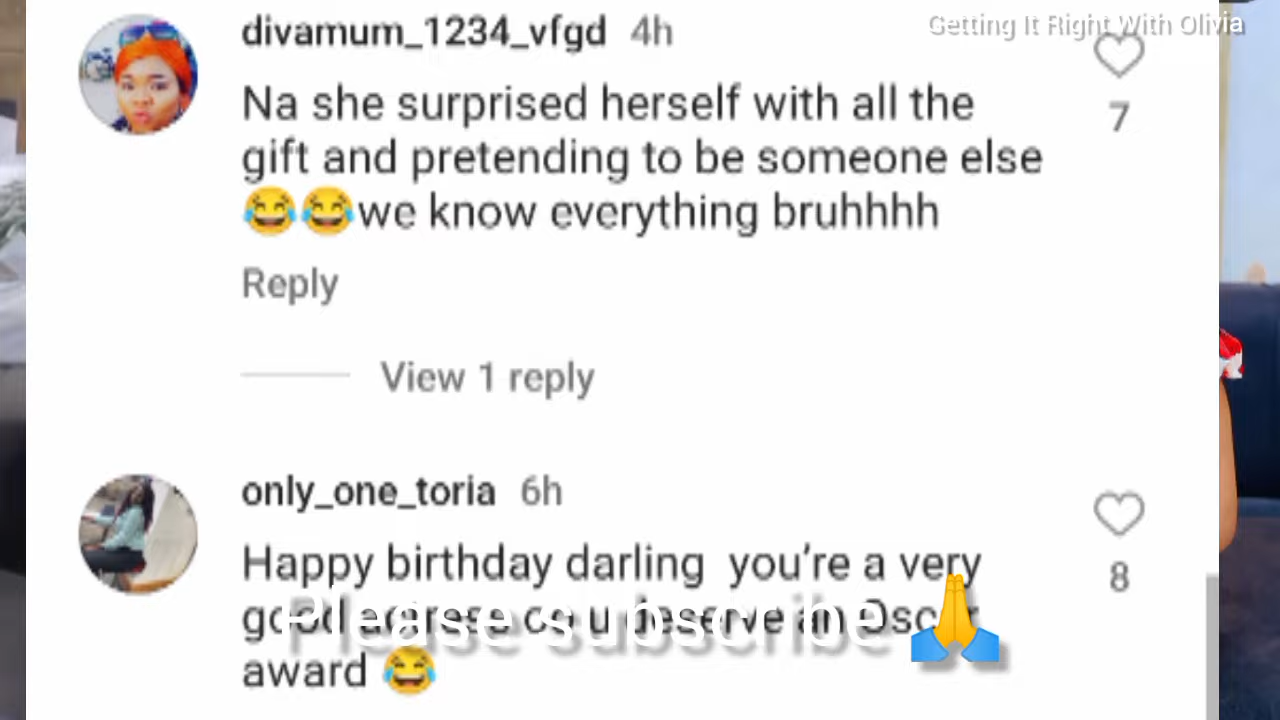 Getting It Right With Olivia
divamum_1234_vfgd 4h
Na she surprised herself with all the
gift and pretending to be someone else
😂😂we know everything bruhhhh
7
Reply
View 1 reply
only_one_toria 6h
Happy birthday darling you're a very
good actress u deserve an Oscar
award 😂
8
Please subscribe 🙏